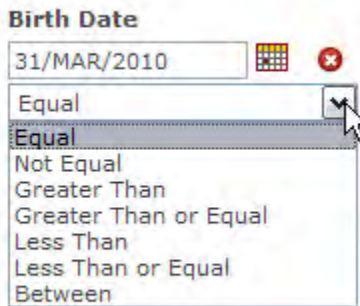 Birth Date
31/MAR/2010
Equal
Equal
Not Equal
Greater Than
Greater Than or Equal
Less Than
Less Than or Equal
Between